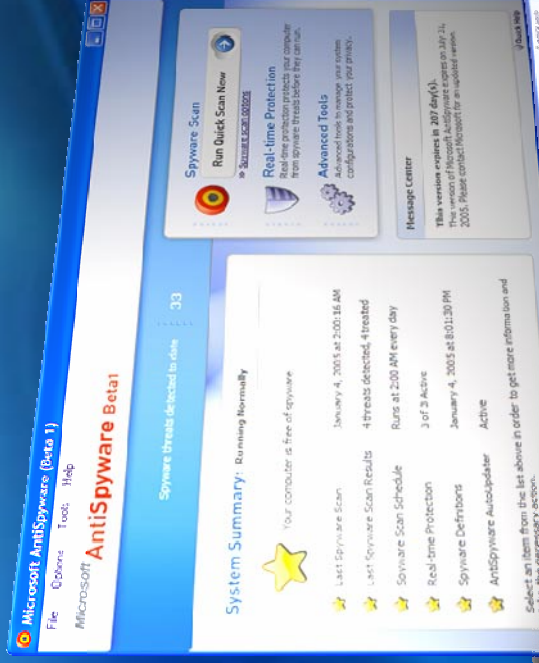 Microsoft AntiSpyware (Beta 1)
File Options Tools Help
Microsoft AntiSpyware Beta1
Spyware threats detected to date 33
System Summary: Running Normally
Your computer is free of spyware
Last Spyware Scan January 4, 2005 at 2:00:16 AM
Last Spyware Scan Results 4 threats detected, 4 treated
Spyware Scan Schedule Runs at 2:00 AM every day
Real-time Protection 3 of 3 Active
Spyware Definitions January 4, 2005 at 8:01:30 PM
AntiSpyware AutoUpdater Active
Select an item from the list above in order to get more information and
the necessary action.
Spyware Scan
Run Quick Scan Now
» Spyware scan options
Real-time Protection
Real-time protection protects your computer
from spyware threats before they can run.
Advanced Tools
Advanced tools to manage your system
configurations and protect your privacy.
Message Center
This version expires in 207 day(s).
This version of Microsoft AntiSpyware expires on July 31,
2005. Please contact Microsoft for an updated version.
Quick Help